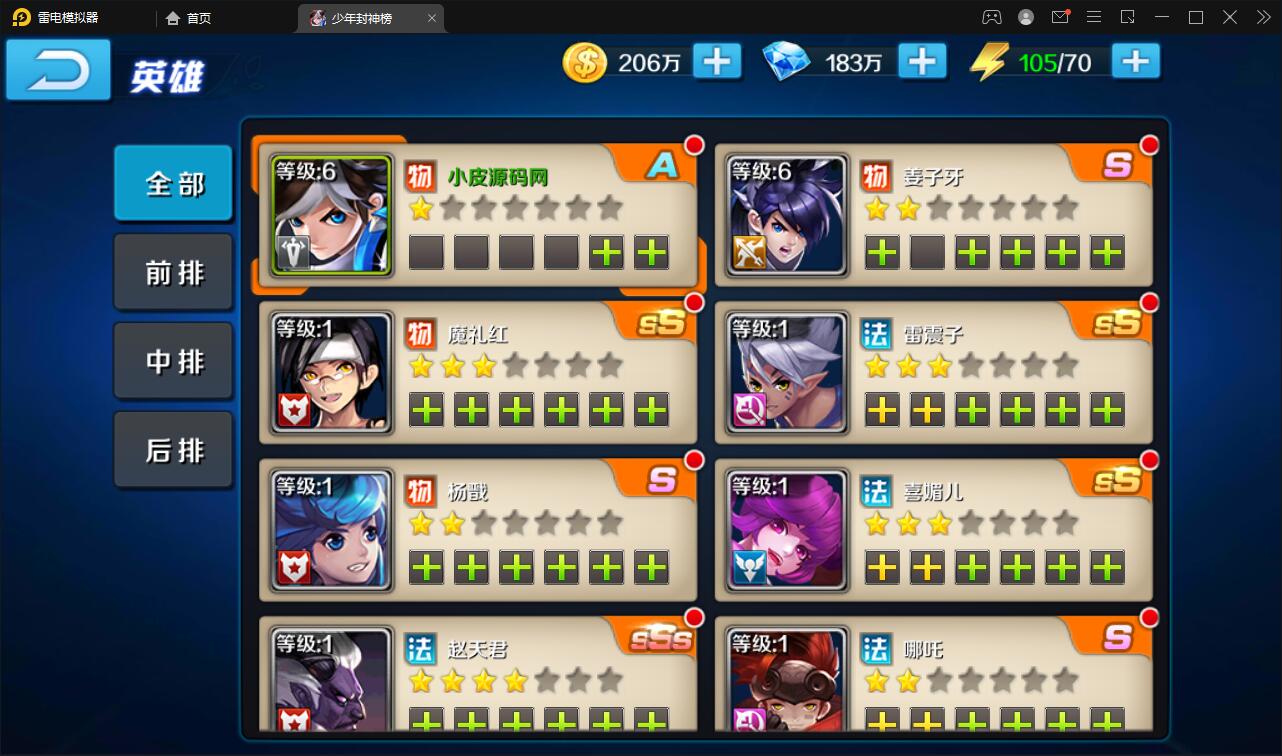 雷电模拟器 首页 少年封神榜
英雄 206万 183万 105/70
全部
前排
中排
后排
等级:6 物 小皮源码网 A
等级:6 物 姜子牙 S
等级:1 物 魔礼红 SS
等级:1 法 雷震子 SS
等级:1 物 杨戬 S
等级:1 法 喜媚儿 SS
等级:1 法 赵天君 SSS
等级:1 法 哪吒 S